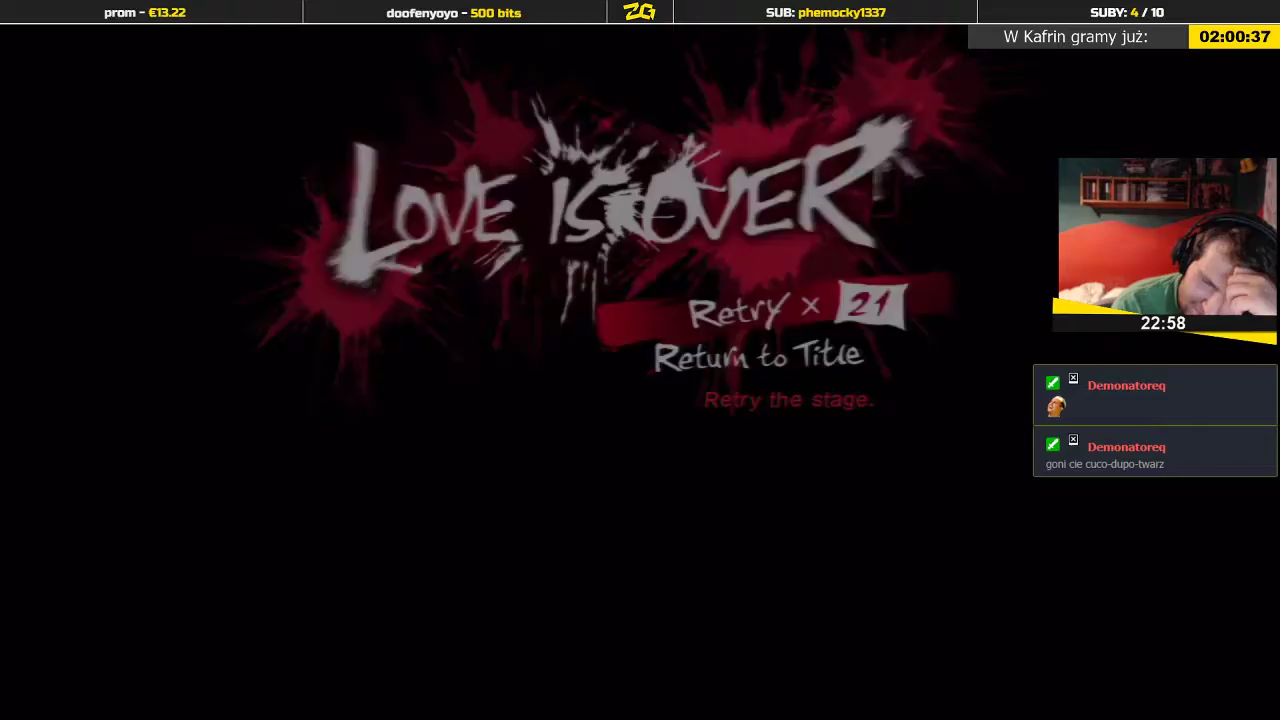 prom - €13.22
doofenyoyo - 500 bits
ZG
SUB: phemocky1337
SUBY: 4 / 10
W Kafrin gramy już:
02:00:37
LOVE IS OVER
Retry × 21
Return to Title
Retry the stage.
22:58
Demonatoreq
Demonatoreq
goni cie cuco-dupo-twarz